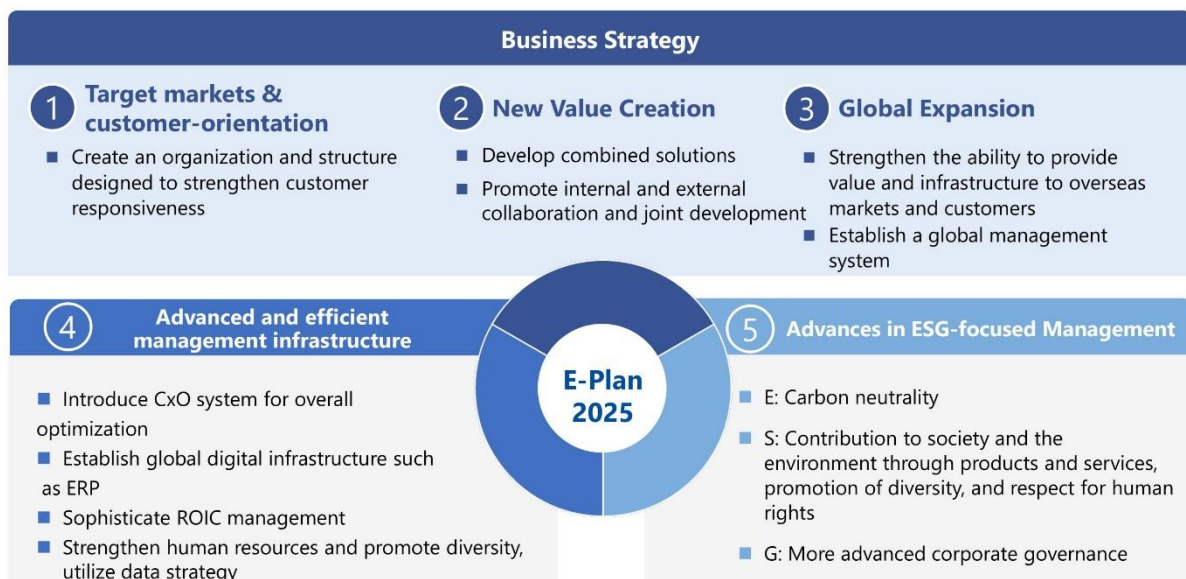 Business Strategy
1
Target markets &
customer-orientation
■ Create an organization and structure
designed to strengthen customer
responsiveness
2
New Value Creation
■ Develop combined solutions
■ Promote internal and external
collaboration and joint development
3
Global Expansion
■ Strengthen the ability to provide
value and infrastructure to overseas
markets and customers
■ Establish a global management
system
4
Advanced and efficient
management infrastructure
■ Introduce CxO system for overall
optimization
■ Establish global digital infrastructure such
as ERP
■ Sophisticate ROIC management
■ Strengthen human resources and promote diversity,
utilize data strategy
E-Plan
2025
5
Advances in ESG-focused Management
■ E: Carbon neutrality
■ S: Contribution to society and the
environment through products and services,
promotion of diversity, and respect for human
rights
■ G: More advanced corporate governance